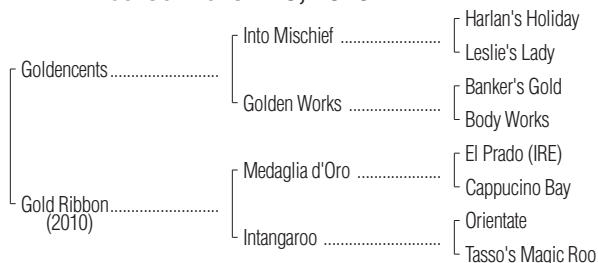 Harlan's Holiday
Into Mischief ......................
Leslie's Lady
Goldencents........................
Banker's Gold
Golden Works ....................
Body Works
El Prado (IRE)
Medaglia d'Oro ..................
Cappucino Bay
Gold Ribbon........................
(2010)
Orientate
Intangaroo .........................
Tasso's Magic Roo